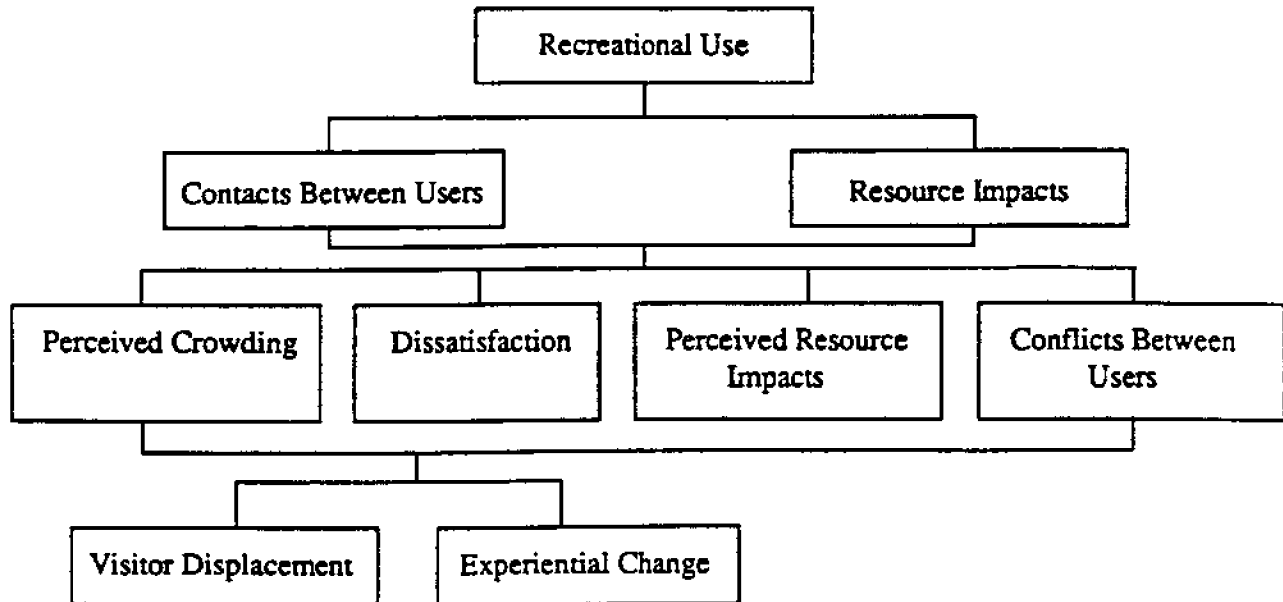 Recreational Use
Contacts Between Users
Resource Impacts
Perceived Crowding
Dissatisfaction
Perceived Resource
Impacts
Conflicts Between
Users
Visitor Displacement
Experiential Change